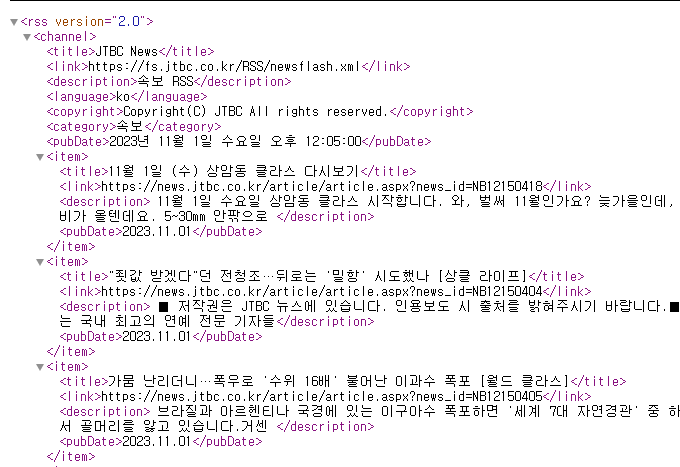 ▼<rss version="2.0">
▼<channel>
<title>JTBC News</title>
<link>https://fs.jtbc.co.kr/RSS/newsflash.xml</link>
<description>속보 RSS</description>
<language>ko</language>
<copyright>Copyright(C) JTBC All rights reserved.</copyright>
<category>속보</category>
<pubDate>2023년 11월 1일 수요일 오후 12:05:00</pubDate>
▼<item>
<title>11월 1일 (수) 상암동 클라스 다시보기</title>
<link>https://news.jtbc.co.kr/article/article.aspx?news_id=NB12150418</link>
<description> 11월 1일 수요일 상암동 클라스 시작합니다. 와, 벌써 11월인가요? 늦가을인데,
비가 올텐데요. 5~30mm 안팎으로 </description>
<pubDate>2023.11.01</pubDate>
</item>
▼<item>
<title>"죗값 받겠다"던 전청조…뒤로는 '밀항' 시도했나 [상클 라이프]</title>
<link>https://news.jtbc.co.kr/article/article.aspx?news_id=NB12150404</link>
<description> ■ 저작권은 JTBC 뉴스에 있습니다. 인용보도 시 출처를 밝혀주시기 바랍니다.■
는 국내 최고의 연예 전문 기자들</description>
<pubDate>2023.11.01</pubDate>
</item>
▼<item>
<title>가뭄 난리더니…폭우로 '수위 16배' 불어난 이과수 폭포 [월드 클라스]</title>
<link>https://news.jtbc.co.kr/article/article.aspx?news_id=NB12150405</link>
<description> 브라질과 아르헨티나 국경에 있는 이구아수 폭포하면 '세계 7대 자연경관' 중 하
서 골머리를 앓고 있습니다.거센 </description>
<pubDate>2023.11.01</pubDate>
</item>